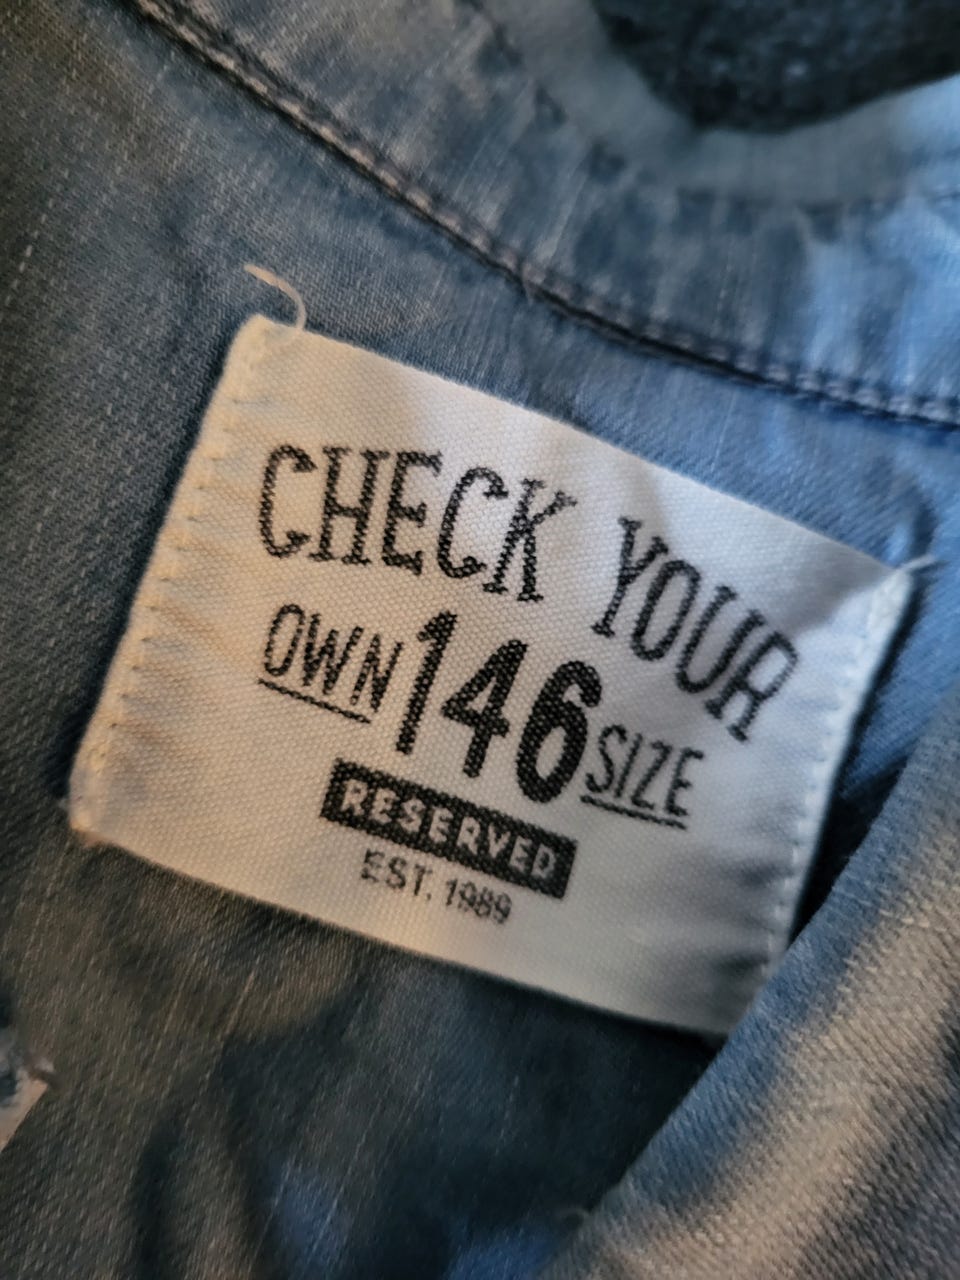 CHECK YOUR
OWN 146 SIZE
RESERVED
EST. 1989